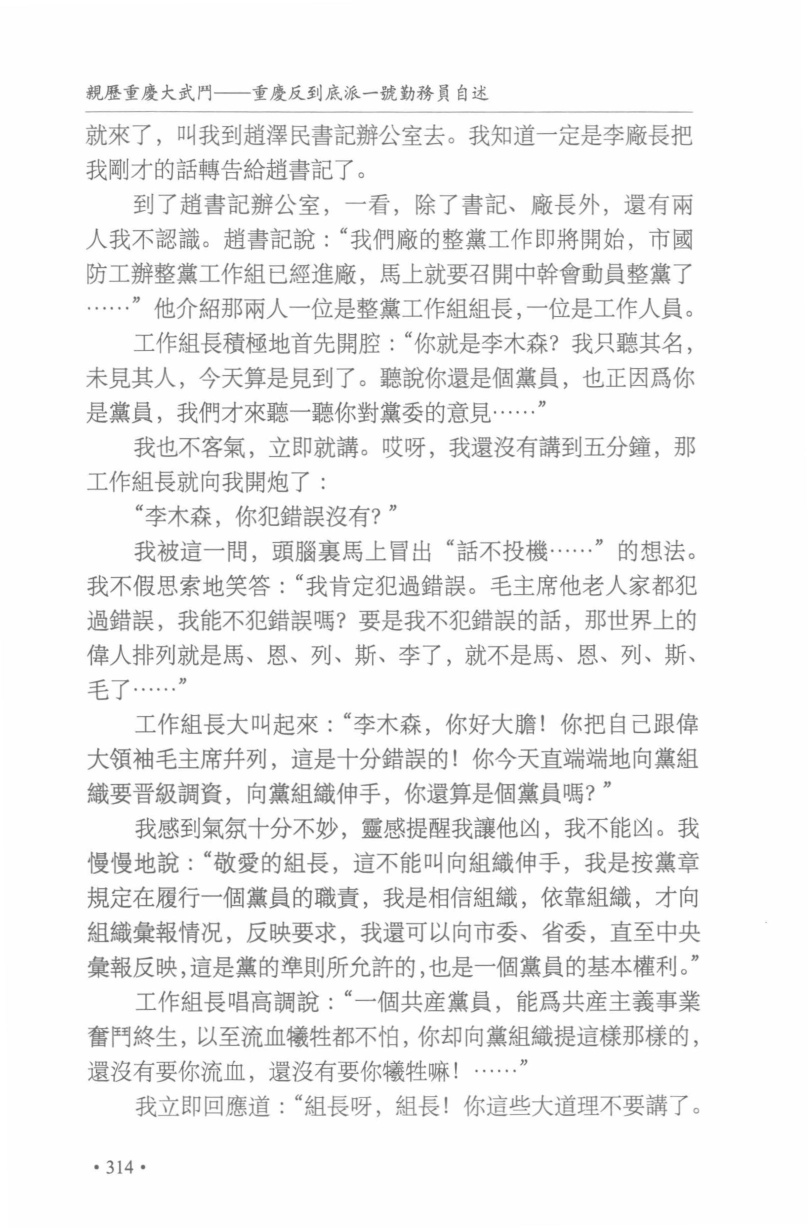 親歷重慶大武鬥——重慶反到底派一號勤務員自述
就來了，叫我到趙澤民書記辦公室去。我知道一定是李廠長把
我剛才的話轉告給趙書記了。
到了趙書記辦公室，一看，除了書記、廠長外，還有兩
人我不認識。趙書記說：“我們廠的整黨工作即將開始，市國
防工辦整黨工作組已經進廠，馬上就要召開中幹會動員整黨了
……”他介紹那兩人一位是整黨工作組組長，一位是工作人員。
工作組長積極地首先開腔：“你就是李木森？我只聽其名，
未見其人，今天算是見到了。聽說你還是個黨員，也正因爲你
是黨員，我們才來聽一聽你對黨委的意見……”
我也不客氣，立即就講。哎呀，我還沒有講到五分鐘，那
工作組長就向我開炮了：
“李木森，你犯錯誤沒有？”
我被這一問，頭腦裏馬上冒出“話不投機……”的想法。
我不假思索地笑答：“我肯定犯過錯誤。毛主席他老人家都犯
過錯誤，我能不犯錯誤嗎？要是我不犯錯誤的話，那世界上的
偉人排列就是馬、恩、列、斯、李了，就不是馬、恩、列、斯、
毛了……”
工作組長大叫起來：“李木森，你好大膽！你把自己跟偉
大領袖毛主席幷列，這是十分錯誤的！你今天直端端地向黨組
織要晋級調資，向黨組織伸手，你還算是個黨員嗎？”
我感到氣氛十分不妙，靈感提醒我讓他凶，我不能凶。我
慢慢地說：“敬愛的組長，這不能叫向組織伸手，我是按黨章
規定在履行一個黨員的職責，我是相信組織，依靠組織，才向
組織彙報情况，反映要求，我還可以向市委、省委，直至中央
彙報反映，這是黨的準則所允許的，也是一個黨員的基本權利。”
工作組長唱高調說：“一個共産黨員，能爲共産主義事業
奮鬥終生，以至流血犧牲都不怕，你却向黨組織提這樣那樣的，
還沒有要你流血，還沒有要你犧牲嘛！……”
我立即回應道：“組長呀，組長！你這些大道理不要講了。
·314·